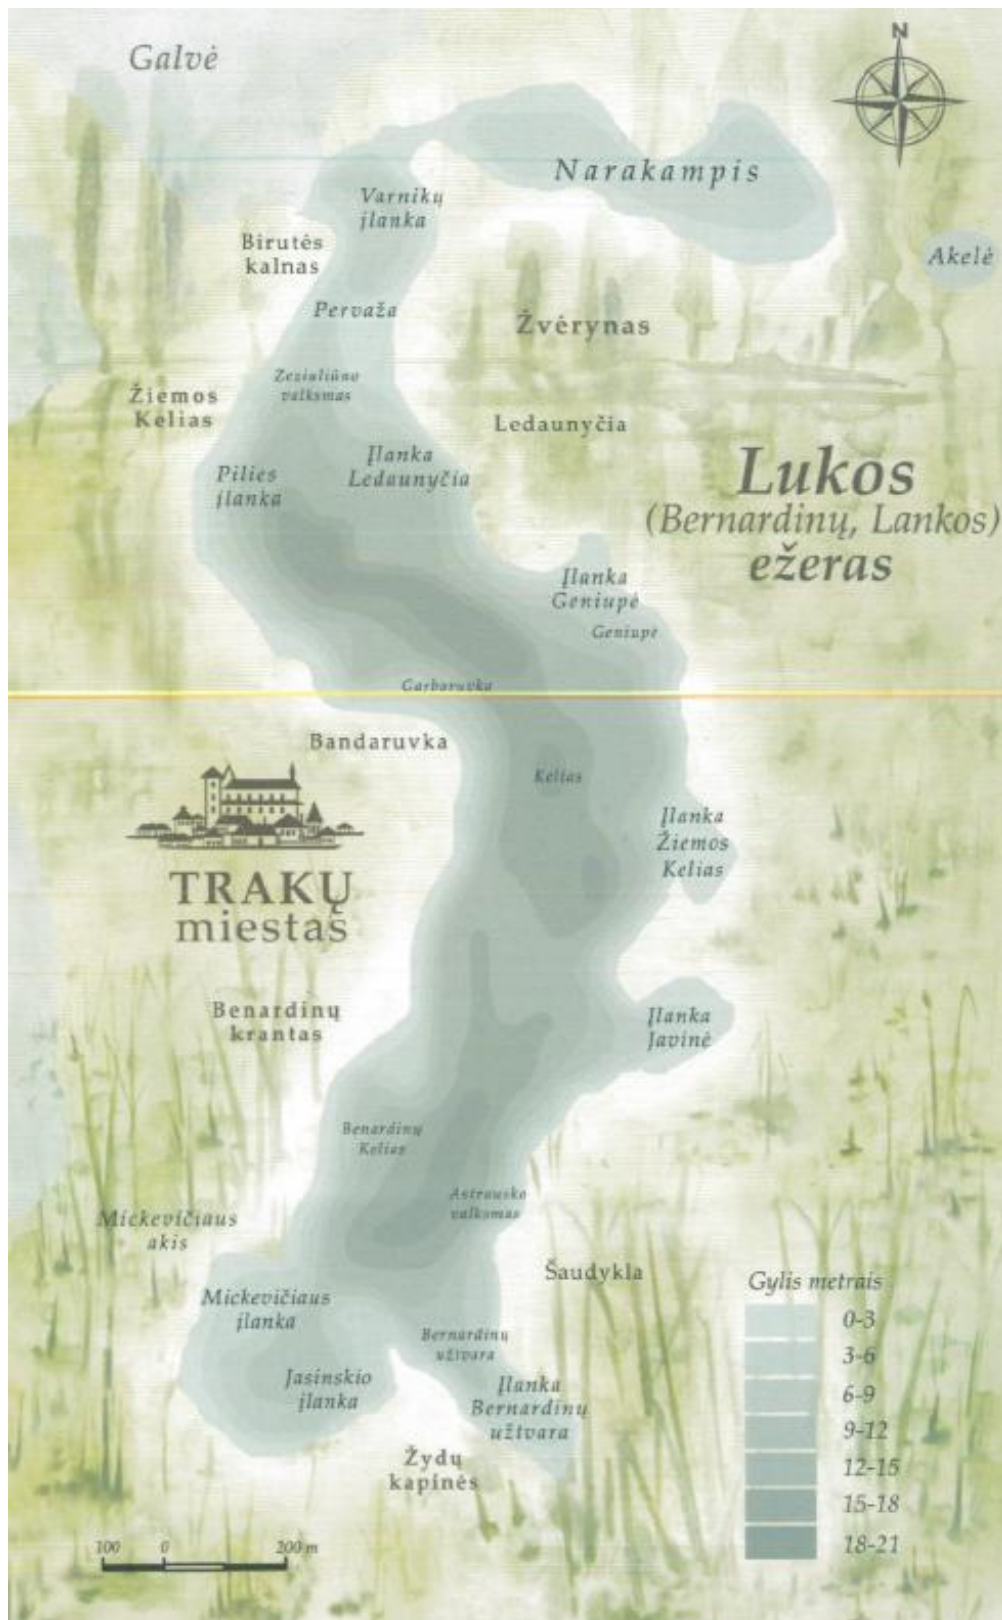 Galvė
N
Narakampis
Varnikų
įlanka
Birutės
kalnas
Akelė
Pervaža
Žvėrynas
Zeziuliūno
valksmas
Žiemos
Kelias
Ledaunyčia
Įlanka
Ledaunyčia
Pilies
įlanka
Lukos
(Bernardinų, Lankos)
ežeras
Įlanka
Geniupė
Geniupė
Garbaruvka
Bandaruvka
Kelias
Įlanka
Žiemos
Kelias
TRAKŲ
miestas
Benardinų
krantas
Įlanka
Javinė
Benardinų
Kelias
Astrausko
valksmas
Mickevičiaus
akis
Šaudykla
Mickevičiaus
įlanka
Bernardinų
užtvara
Jasinskio
įlanka
Įlanka
Bernardinų
užtvara
Žydų
kapinės
Gylis metrais
0-3
3-6
6-9
9-12
12-15
15-18
18-21
100 0 200 m